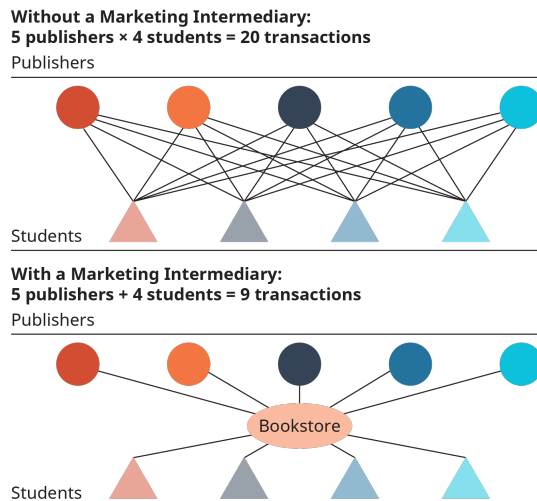 Without a Marketing Intermediary:
5 publishers × 4 students = 20 transactions
Publishers
Students
With a Marketing Intermediary:
5 publishers + 4 students = 9 transactions
Publishers
Bookstore
Students